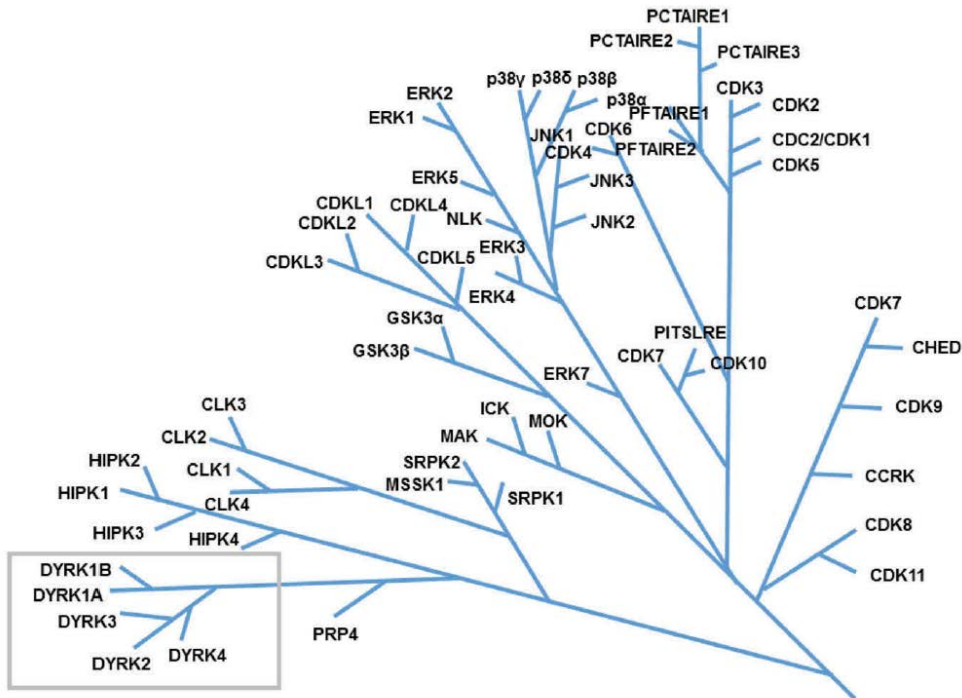 PCTAIRE1
PCTAIRE2
PCTAIRE3
p38γ p38δ p38β
ERK2
p38α
CDK3
CDK2
ERK1
PFTAIRE1
JNK1 CDK6
CDC2/CDK1
CDK4 PFTAIRE2
CDK5
ERK5
JNK3
CDKL1 CDKL4
CDKL2
NLK
JNK2
CDKL3
CDKL5
ERK3
ERK4
CDK7
GSK3α
PITSLRE
GSK3β
CDK7
CDK10
CHED
ERK7
CLK3
ICK
MOK
CDK9
CLK2
MAK
HIPK2
CLK1
SRPK2
MSSK1
CCRK
HIPK1
CLK4
SRPK1
HIPK3
HIPK4
CDK8
DYRK1B
CDK11
DYRK1A
DYRK3
PRP4
DYRK2
DYRK4